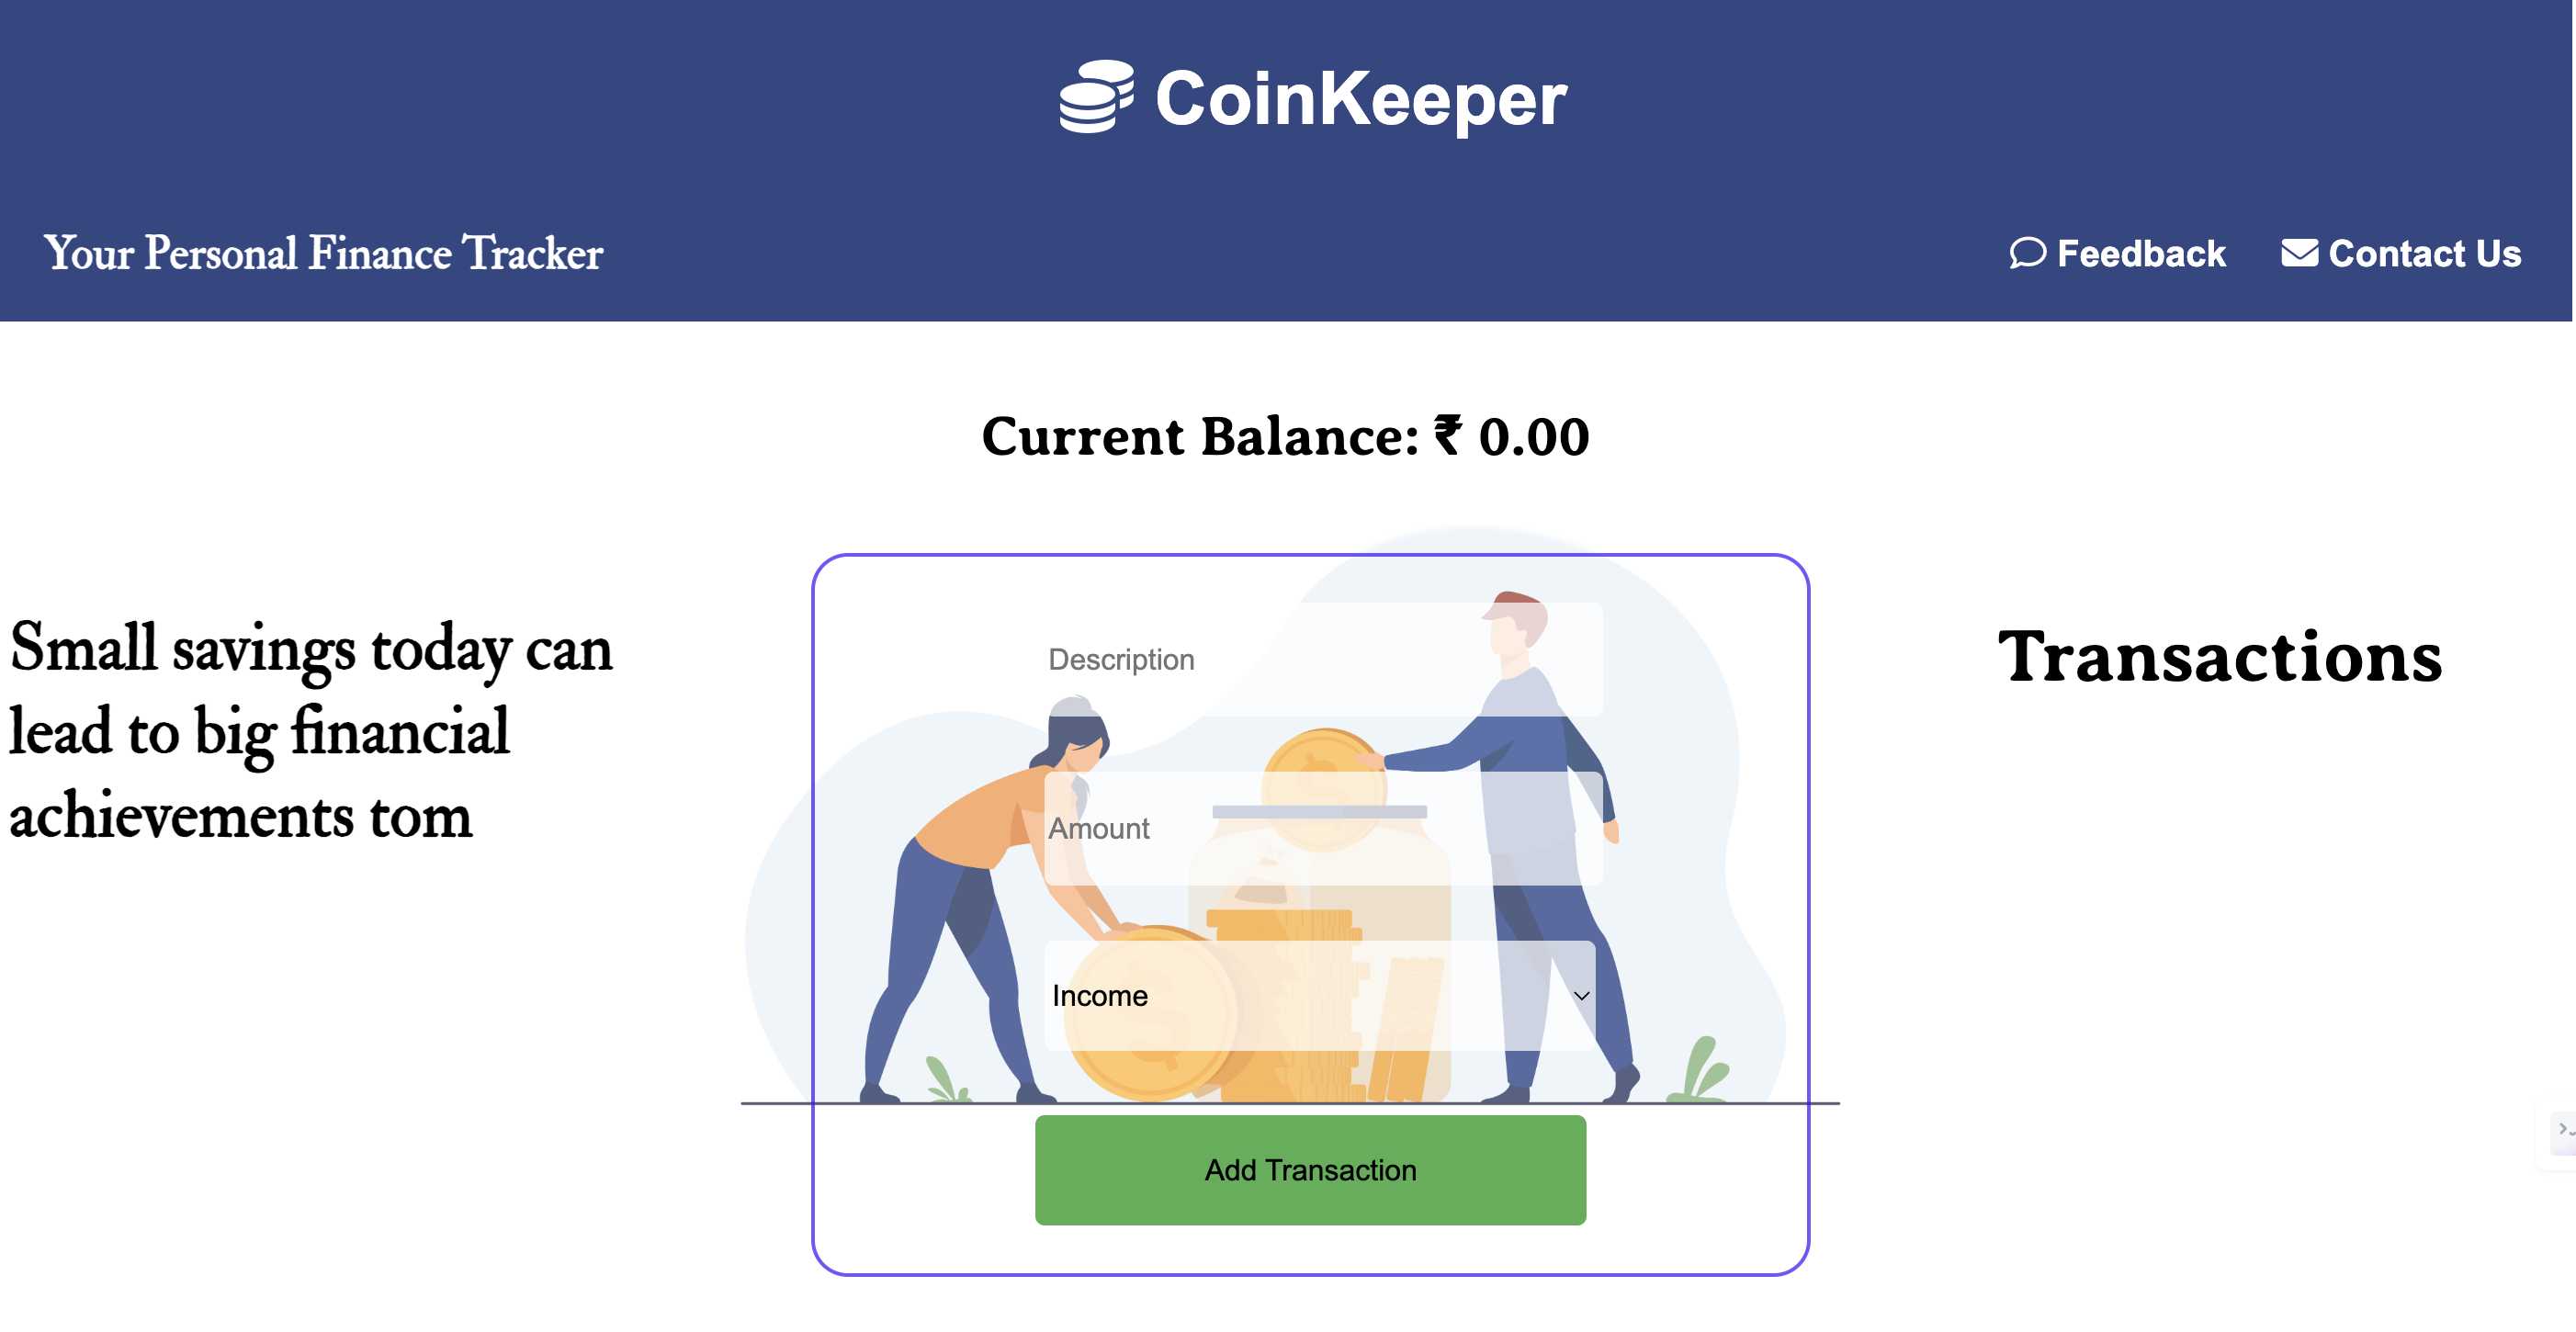 CoinKeeper
Your Personal Finance Tracker
Feedback
Contact Us
Current Balance: ₹ 0.00
Small savings today can
lead to big financial
achievements tom
Transactions
Description
Amount
Income
Add Transaction